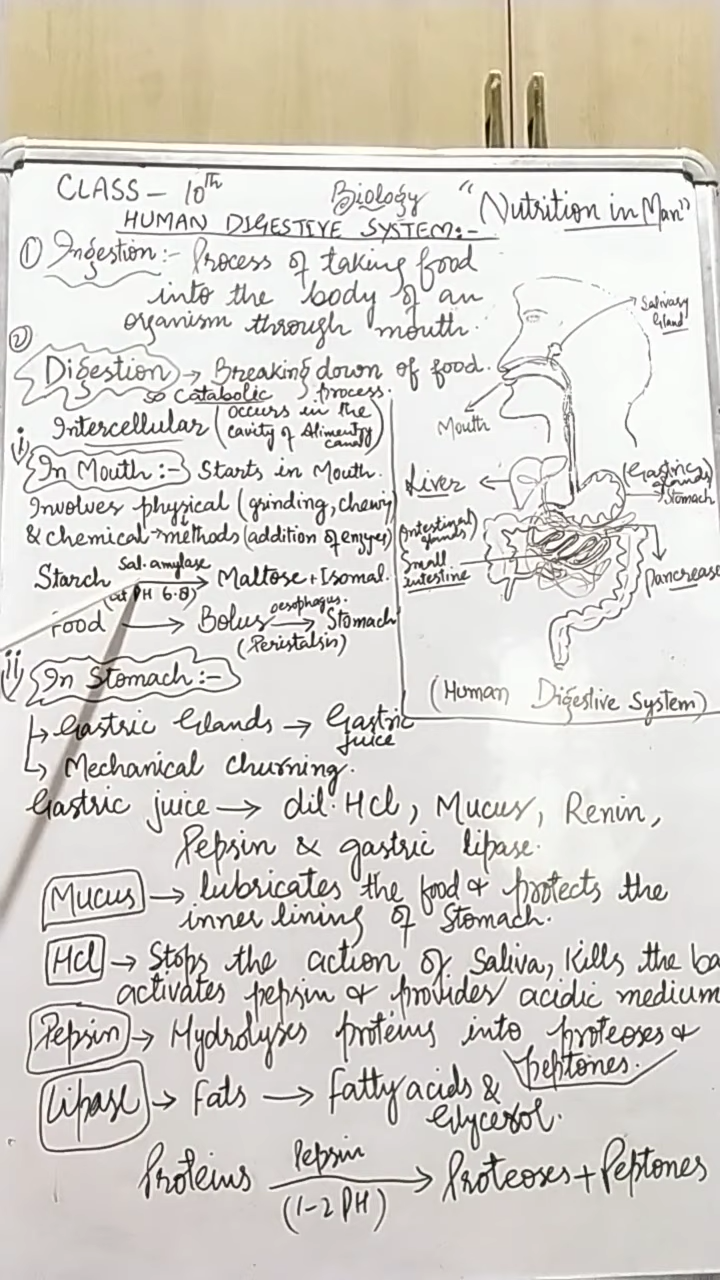 CLASS - 10th Biology "Nutrition in Man"
HUMAN DIGESTIVE SYSTEM:-
① Ingestion:- Process of taking food
into the body of an
organism through mouth.
②
Digestion → Breaking down of food.
Catabolic process.
Intercellular (occurs in the
cavity of Alimentry
canal)
i
In Mouth:- Starts in Mouth.
Involves physical (grinding, chewing
& chemical methods (addition of enzymes)
Starch Sal. amylase → Maltose + Isomal.
(at PH 6.8)
Food → Bolus oesophagus → Stomach
(Peristalsis)
ii
In Stomach:-
Gastric Glands → Gastric
juice
Mechanical churning.
Salivary
Gland
Mouth
Liver
(Gastric
glands)
Stomach
(Intestinal
glands)
Small
intestine
Pancrease
(Human Digestive System)
Gastric juice → dil. Hcl, Mucus, Renin,
Pepsin & gastric lipase.
Mucus → lubricates the food & protects the
inner lining of Stomach.
Hcl → Stops the action of Saliva, Kills the ba
activates pepsin & provides acidic medium
Pepsin → Hydrolyses proteins into proteoses &
peptones.
Lipase → Fats → Fatty acids &
Glycerol.
Proteins Pepsin → Proteoses + Peptones
(1-2 PH)